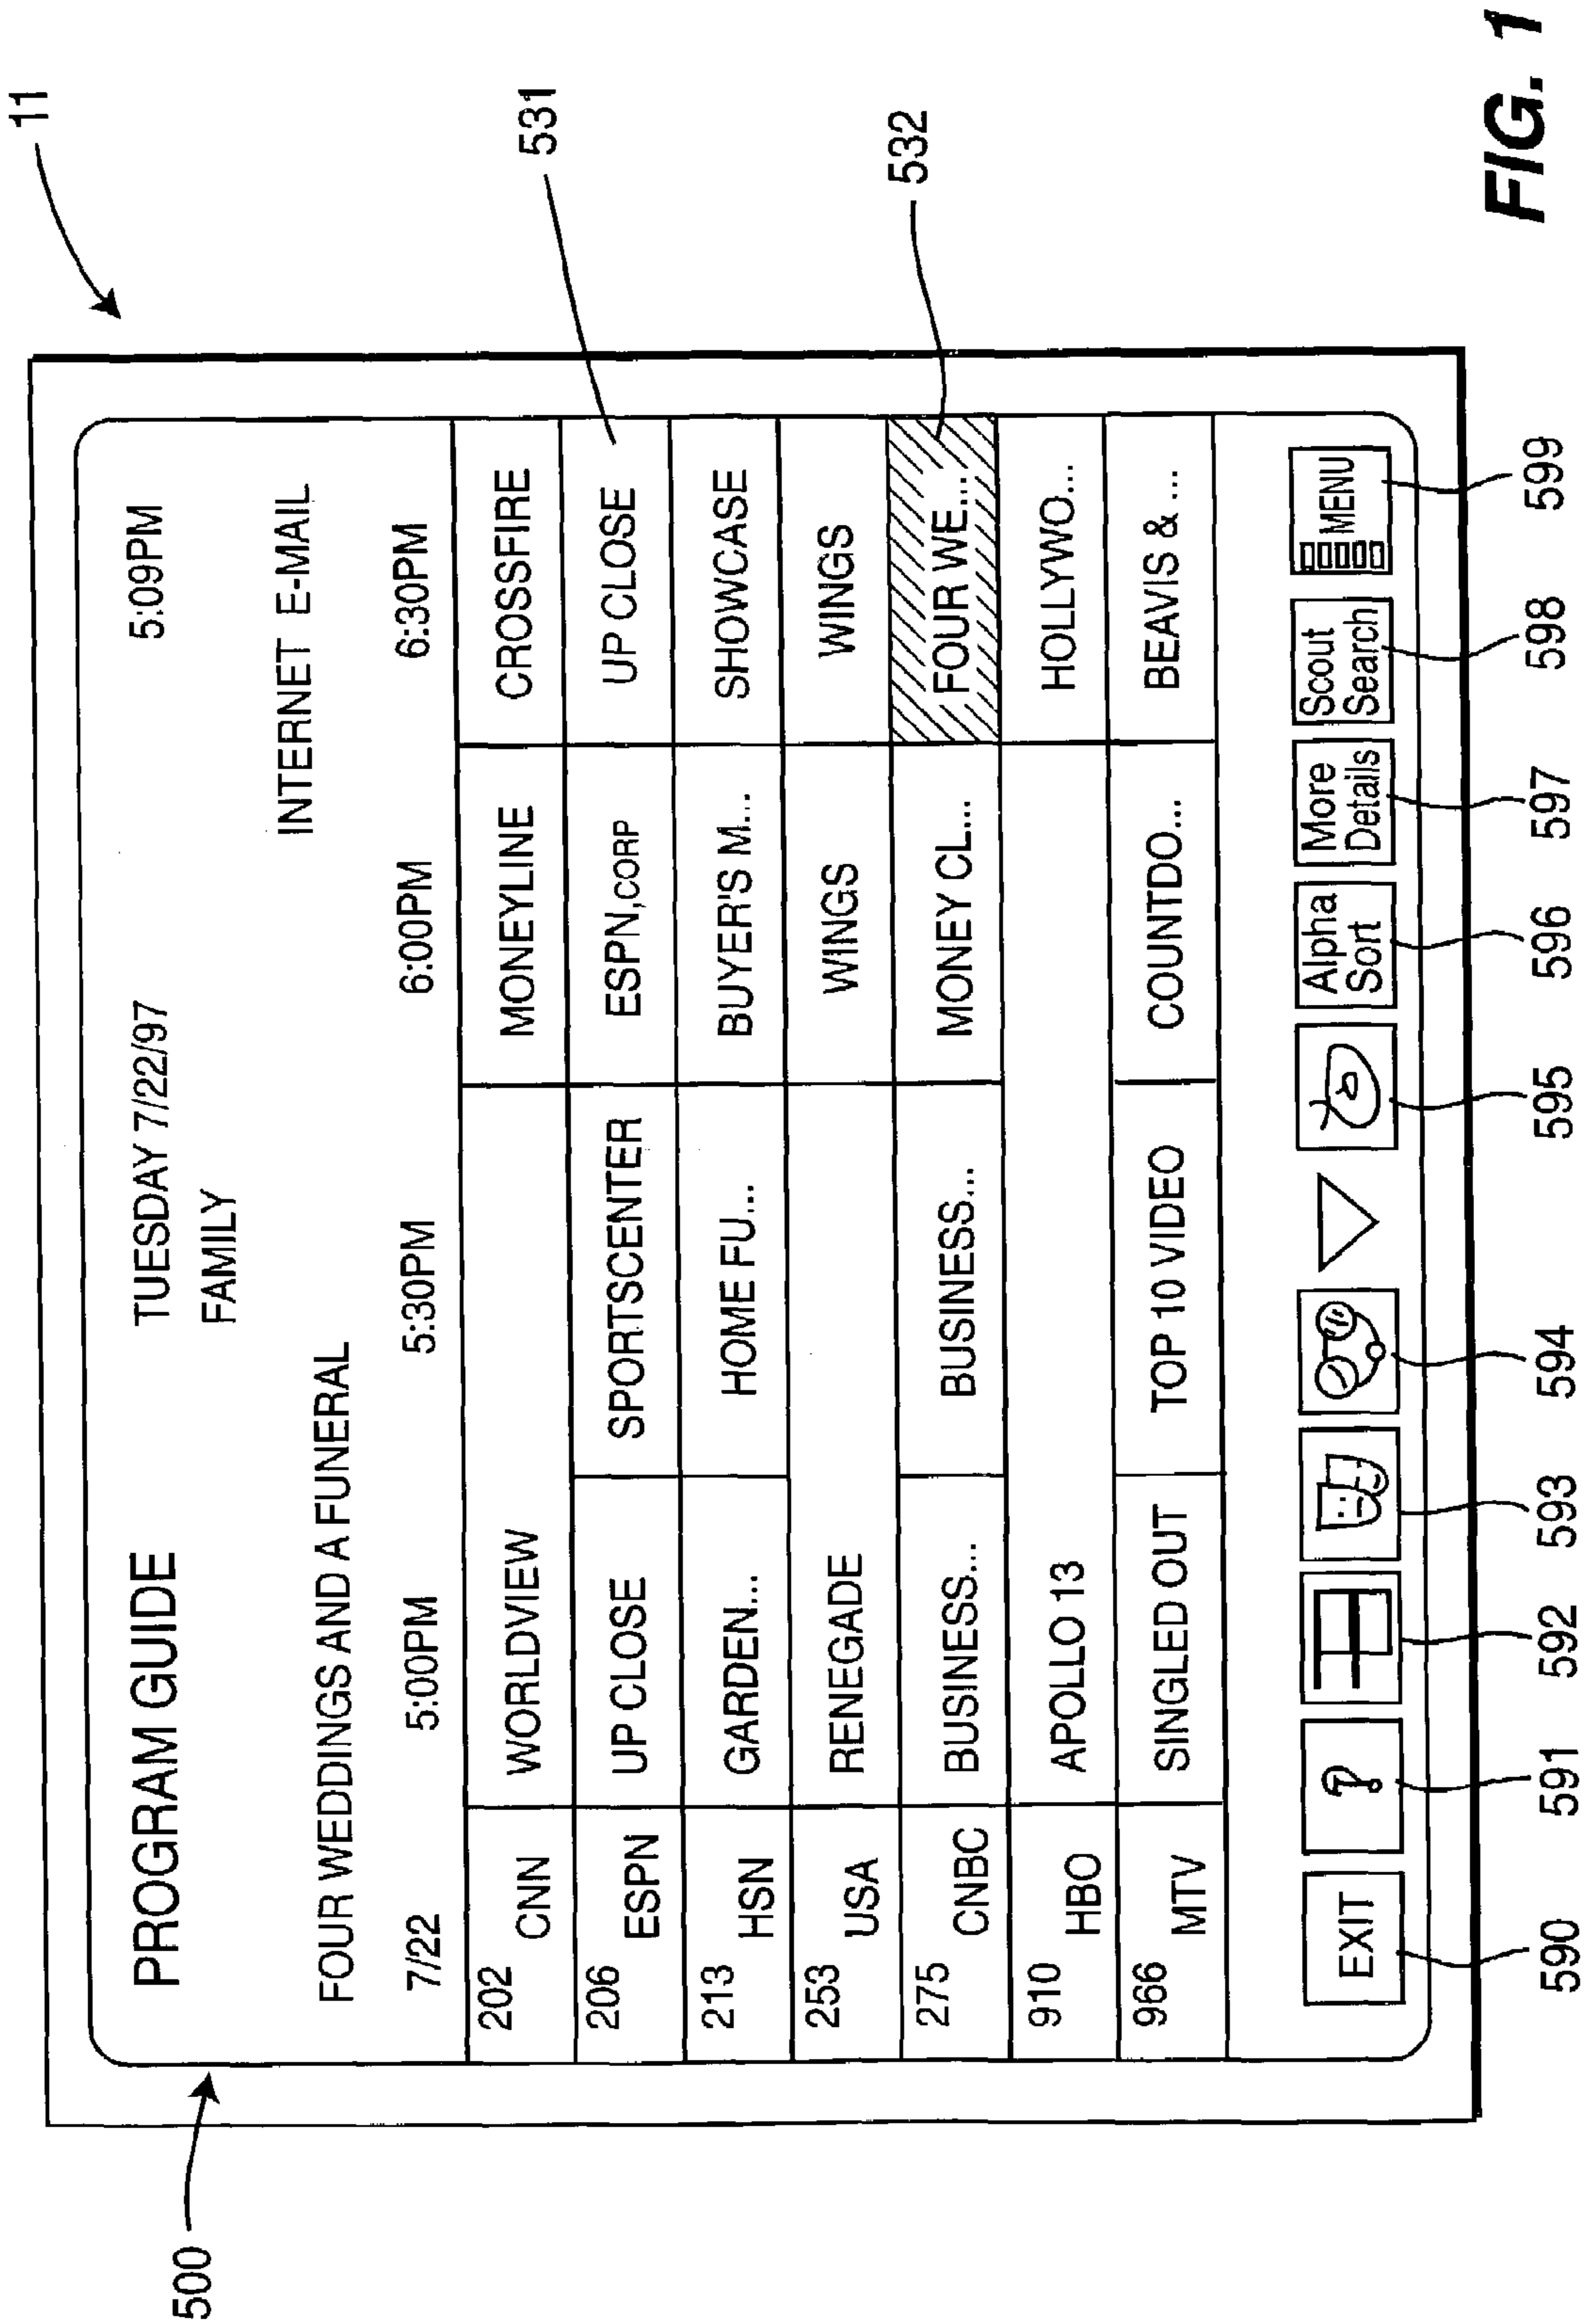 11
500
PROGRAM GUIDE TUESDAY 7/22/97 5:09PM
FAMILY
INTERNET E-MAIL
FOUR WEDDINGS AND A FUNERAL
7/22 5:00PM 5:30PM 6:00PM 6:30PM
202 CNN WORLDVIEW MONEYLINE CROSSFIRE
206 ESPN UP CLOSE SPORTSCENTER ESPN,CORP UP CLOSE
531
213 HSN GARDEN... HOME FU... BUYER'S M... SHOWCASE
253 USA RENEGADE WINGS WINGS
275 CNBC BUSINESS... BUSINESS... MONEY CL... FOUR WE...
532
910 HBO APOLLO 13 HOLLYWO...
966 MTV SINGLED OUT TOP 10 VIDEO COUNTDO... BEAVIS & ...
EXIT ? Alpha Sort More Details Scout Search MENU
590 591 592 593 594 595 596 597 598 599
FIG. 1